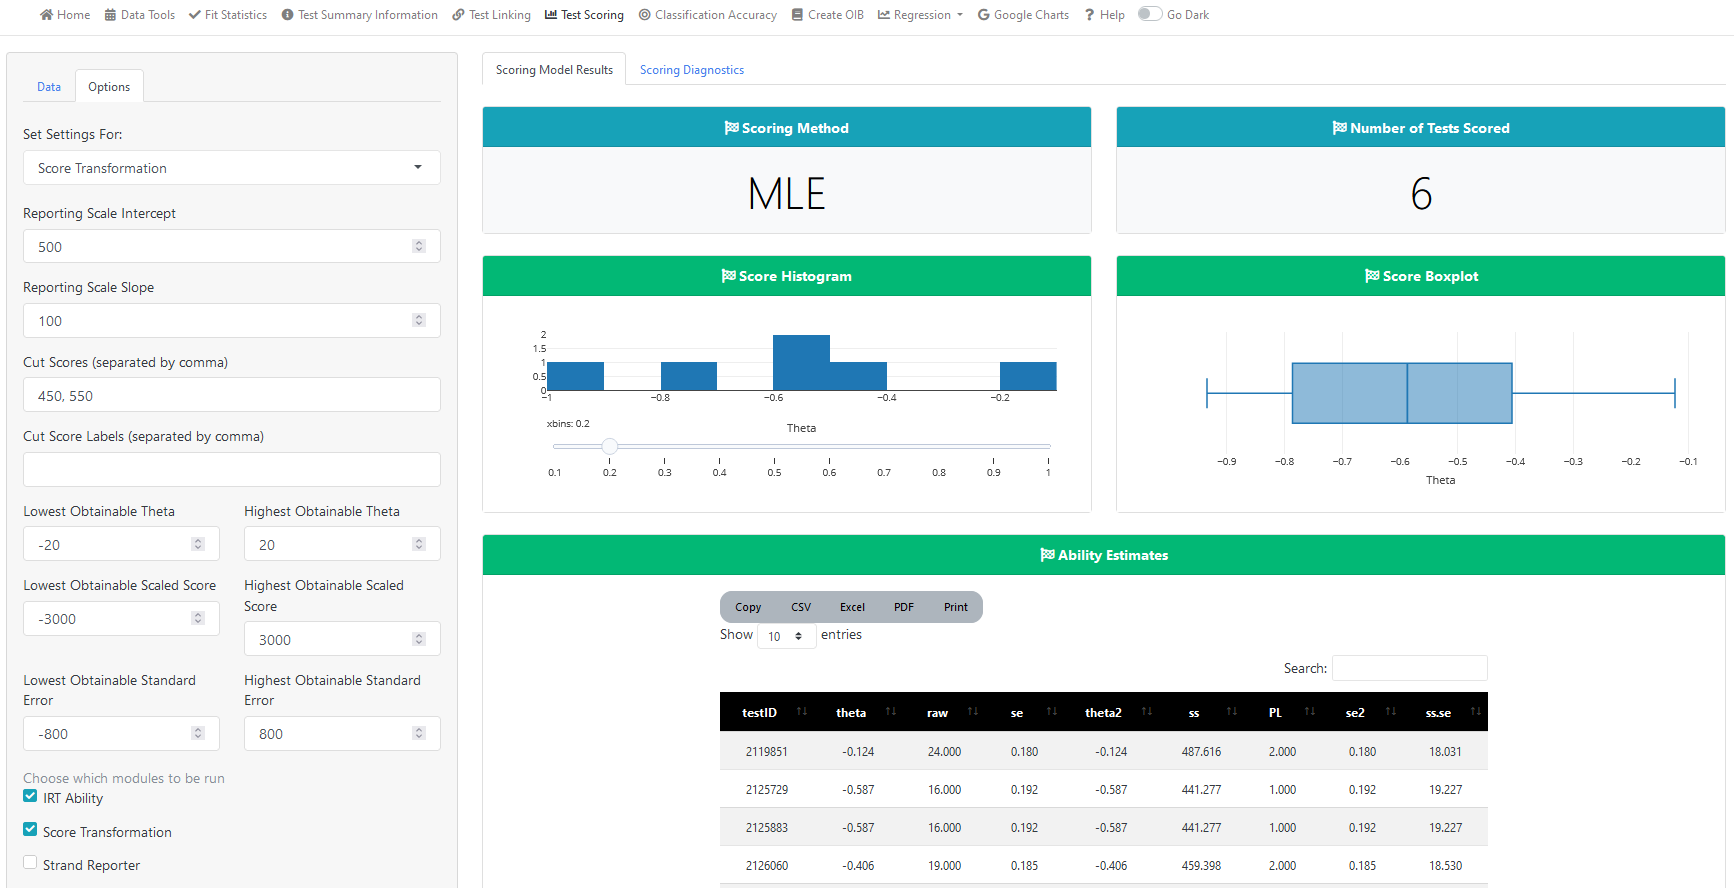 Home Data Tools Fit Statistics Test Summary Information Test Linking Test Scoring Classification Accuracy Create OIB Regression Google Charts Help Go Dark
Data Options
Set Settings For:
Score Transformation
Reporting Scale Intercept
500
Reporting Scale Slope
100
Cut Scores (separated by comma)
450, 550
Cut Score Labels (separated by comma)
Lowest Obtainable Theta
-20
Highest Obtainable Theta
20
Lowest Obtainable Scaled Score
-3000
Highest Obtainable Scaled
Score
3000
Lowest Obtainable Standard
Error
-800
Highest Obtainable Standard
Error
800
Choose which modules to be run
IRT Ability
Score Transformation
Strand Reporter
Scoring Model Results Scoring Diagnostics
Scoring Method
MLE
Number of Tests Scored
6
Score Histogram
2
1.5
1
0.5
0
−1 −0.8 −0.6 −0.4 −0.2
xbins: 0.2
Theta
0.1 0.2 0.3 0.4 0.5 0.6 0.7 0.8 0.9 1
Score Boxplot
−0.9 −0.8 −0.7 −0.6 −0.5 −0.4 −0.3 −0.2 −0.1
Theta
Ability Estimates
Copy CSV Excel PDF Print
Show 10 entries
Search:
testID theta raw se theta2 ss PL se2 ss.se
2119851 -0.124 24.000 0.180 -0.124 487.616 2.000 0.180 18.031
2125729 -0.587 16.000 0.192 -0.587 441.277 1.000 0.192 19.227
2125883 -0.587 16.000 0.192 -0.587 441.277 1.000 0.192 19.227
2126060 -0.406 19.000 0.185 -0.406 459.398 2.000 0.185 18.530